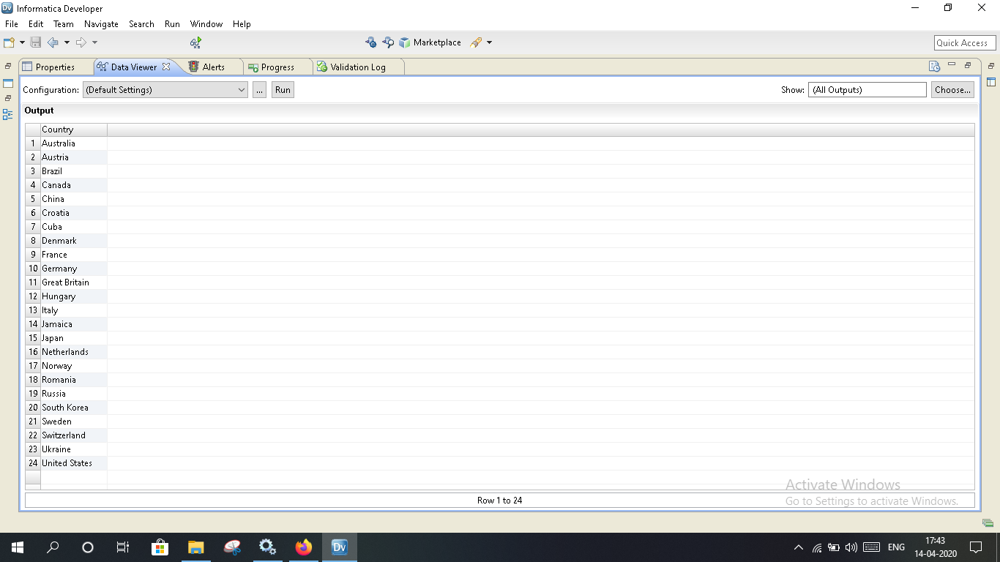 Dv Informatica Developer
File Edit Team Navigate Search Run Window Help
Marketplace Quick Access
Properties Data Viewer Alerts Progress Validation Log
Configuration: (Default Settings) ... Run Show: (All Outputs) Choose...
Output
Country
1 Australia
2 Austria
3 Brazil
4 Canada
5 China
6 Croatia
7 Cuba
8 Denmark
9 France
10 Germany
11 Great Britain
12 Hungary
13 Italy
14 Jamaica
15 Japan
16 Netherlands
17 Norway
18 Romania
19 Russia
20 South Korea
21 Sweden
22 Switzerland
23 Ukraine
24 United States
Activate Windows
Go to Settings to activate Windows.
Row 1 to 24
Dv ENG 17:43
14-04-2020